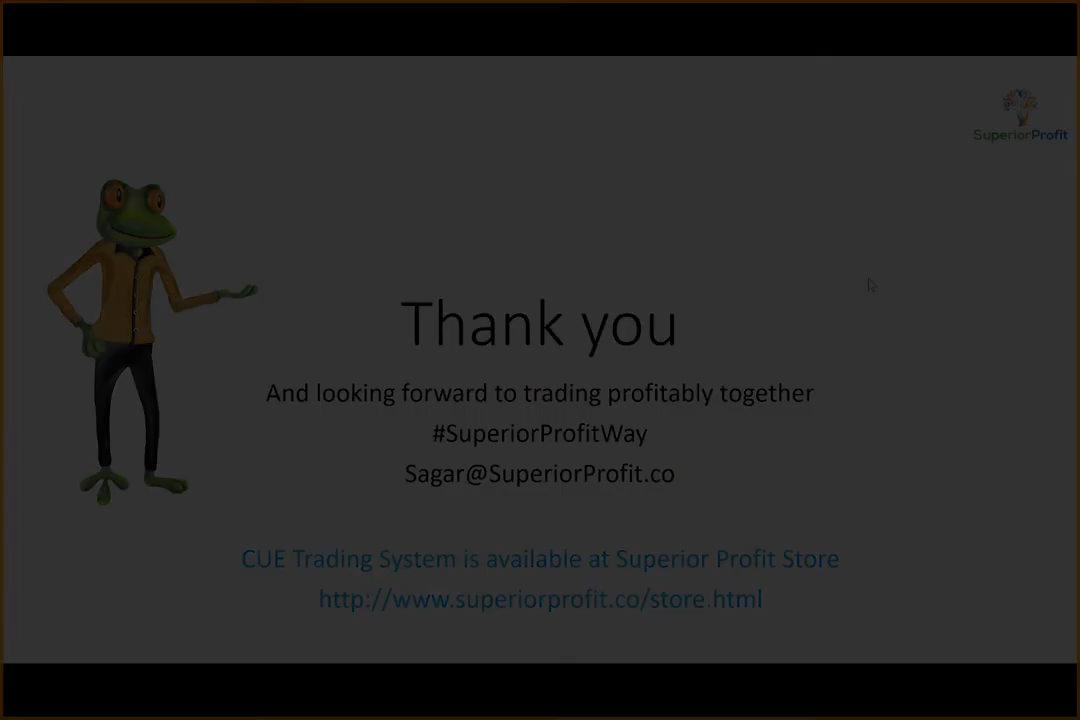 SuperiorProfit
Thank you
And looking forward to trading profitably together
#SuperiorProfitWay
Sagar@SuperiorProfit.co
CUE Trading System is available at Superior Profit Store
http://www.superiorprofit.co/store.html